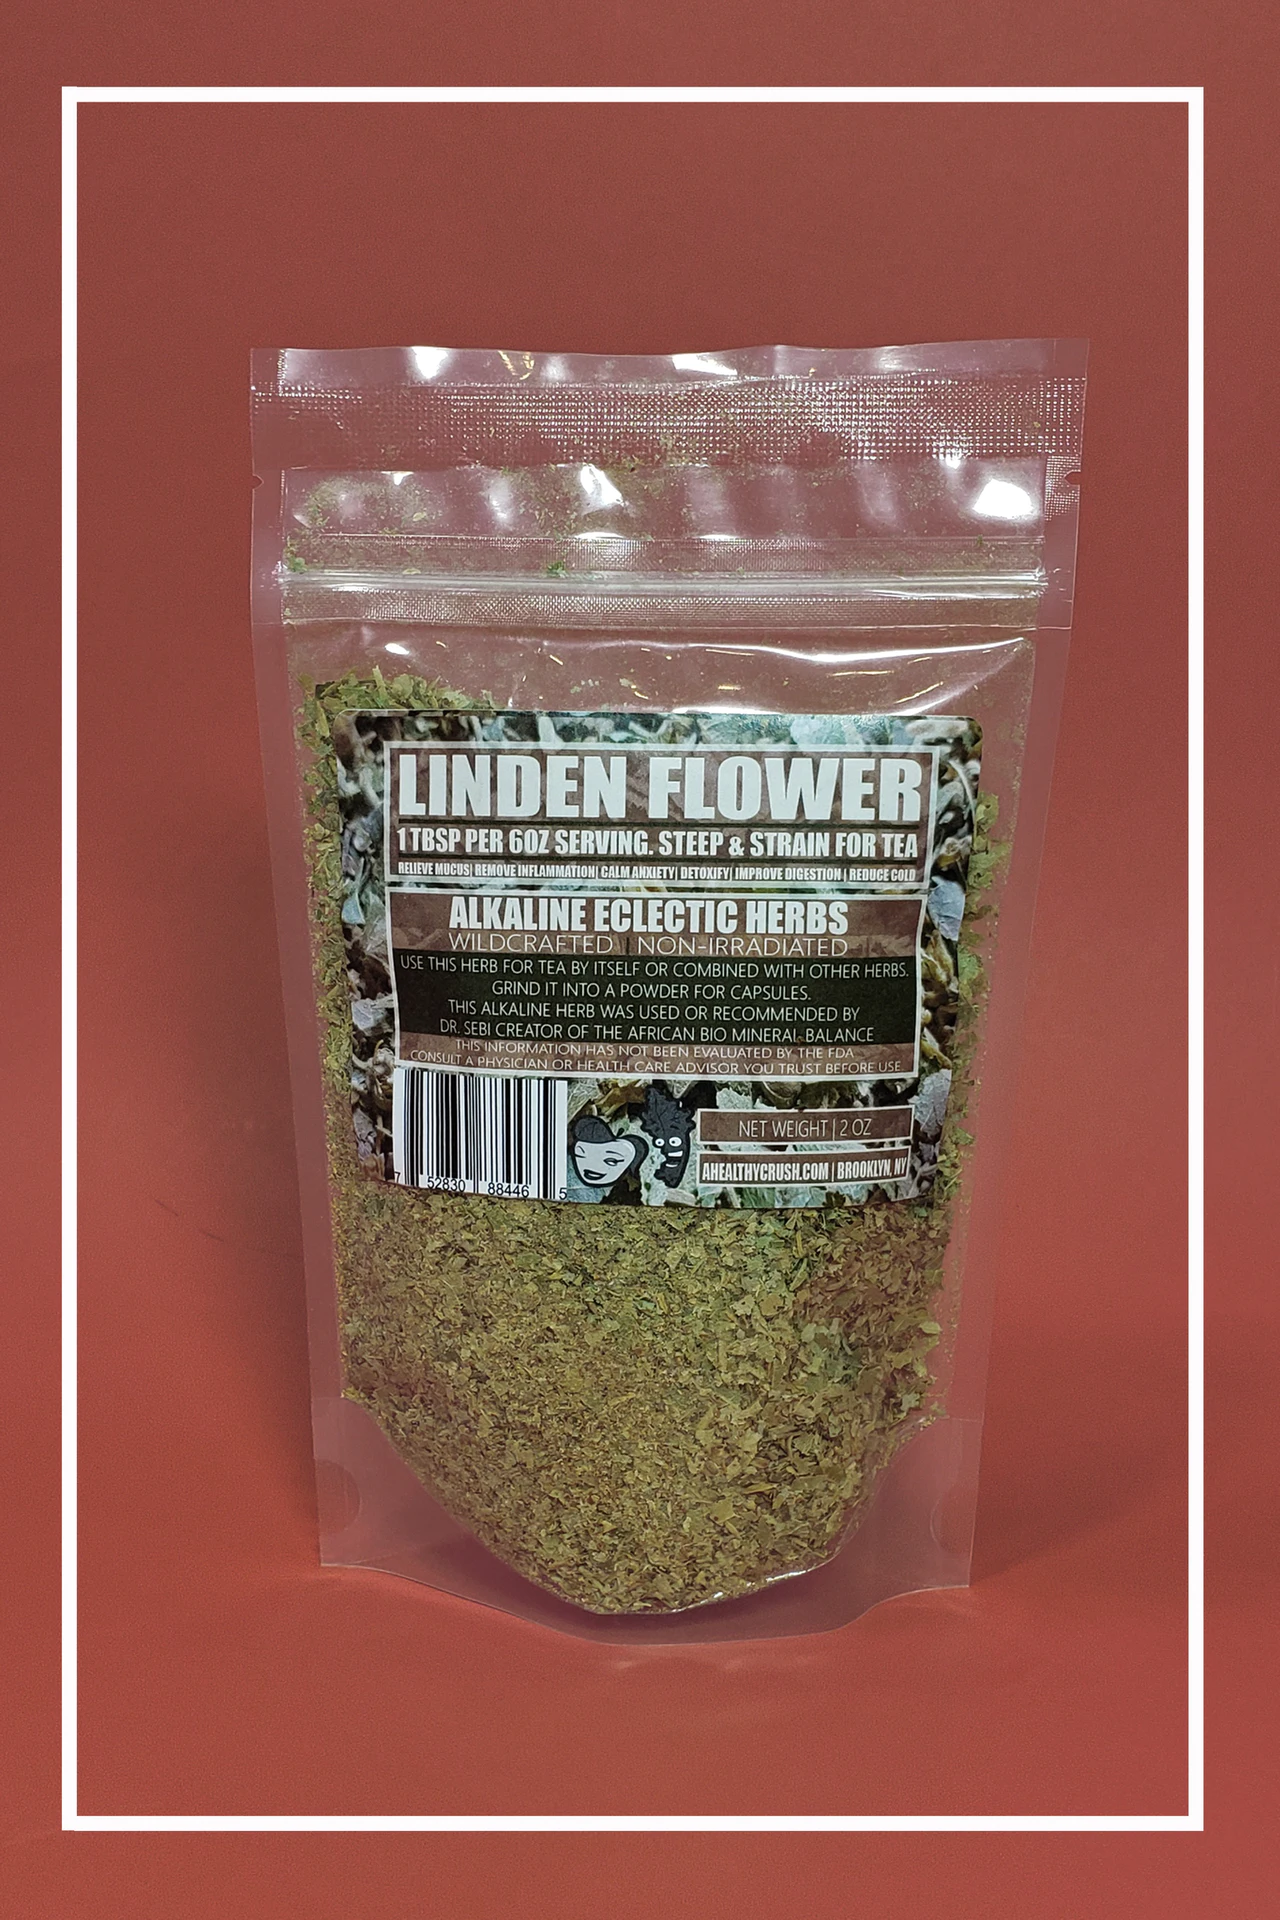 LINDEN FLOWER
1 TBSP PER 6OZ SERVING. STEEP & STRAIN FOR TEA
RELIEVE MUCUS| REMOVE INFLAMMATION| CALM ANXIETY| DETOXIFY| IMPROVE DIGESTION| REDUCE COLD
ALKALINE ECLECTIC HERBS
WILDCRAFTED | NON-IRRADIATED
USE THIS HERB FOR TEA BY ITSELF OR COMBINED WITH OTHER HERBS.
GRIND IT INTO A POWDER FOR CAPSULES.
THIS ALKALINE HERB WAS USED OR RECOMMENDED BY
DR. SEBI CREATOR OF THE AFRICAN BIO MINERAL BALANCE
THIS INFORMATION HAS NOT BEEN EVALUATED BY THE FDA
CONSULT A PHYSICIAN OR HEALTH CARE ADVISOR YOU TRUST BEFORE USE
NET WEIGHT | 2 OZ
AHEALTHYCRUSH.COM | BROOKLYN, NY
7 52830 88446 5